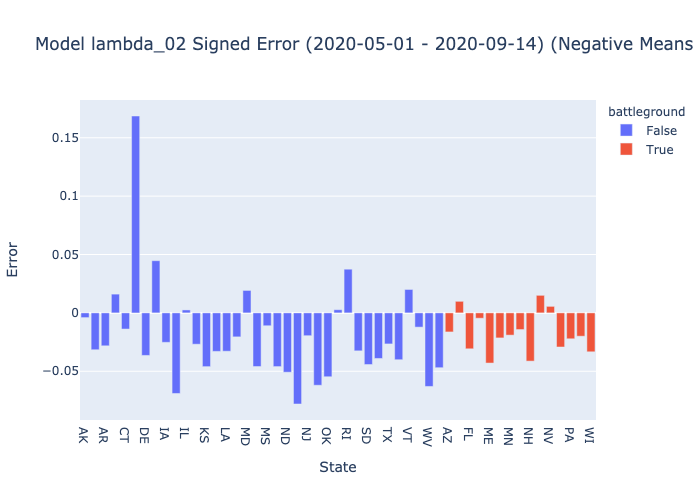 Model lambda_02 Signed Error (2020-05-01 - 2020-09-14) (Negative Means
battleground
False
True
0.15
0.1
0.05
0
−0.05
Error
AK
AR
CT
DE
IA
IL
KS
LA
MD
MS
ND
NJ
OK
RI
SD
TX
VT
WV
AZ
FL
ME
MN
NH
NV
PA
WI
State